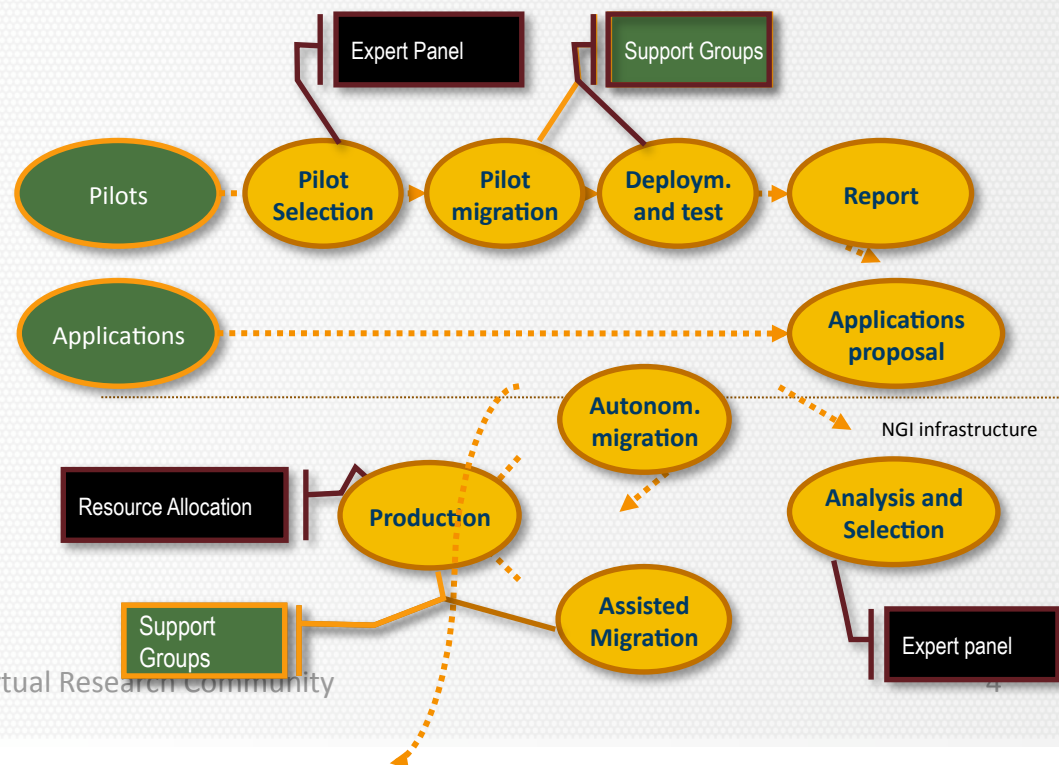 Expert Panel
Support Groups
Pilots
Pilot
Selection
Pilot
migration
Deploym.
and test
Report
Applications
Applications
proposal
Autonom.
migration
NGI infrastructure
Resource Allocation
Production
Analysis and
Selection
Support
Groups
Assisted
Migration
Expert panel
tual Research Community
4